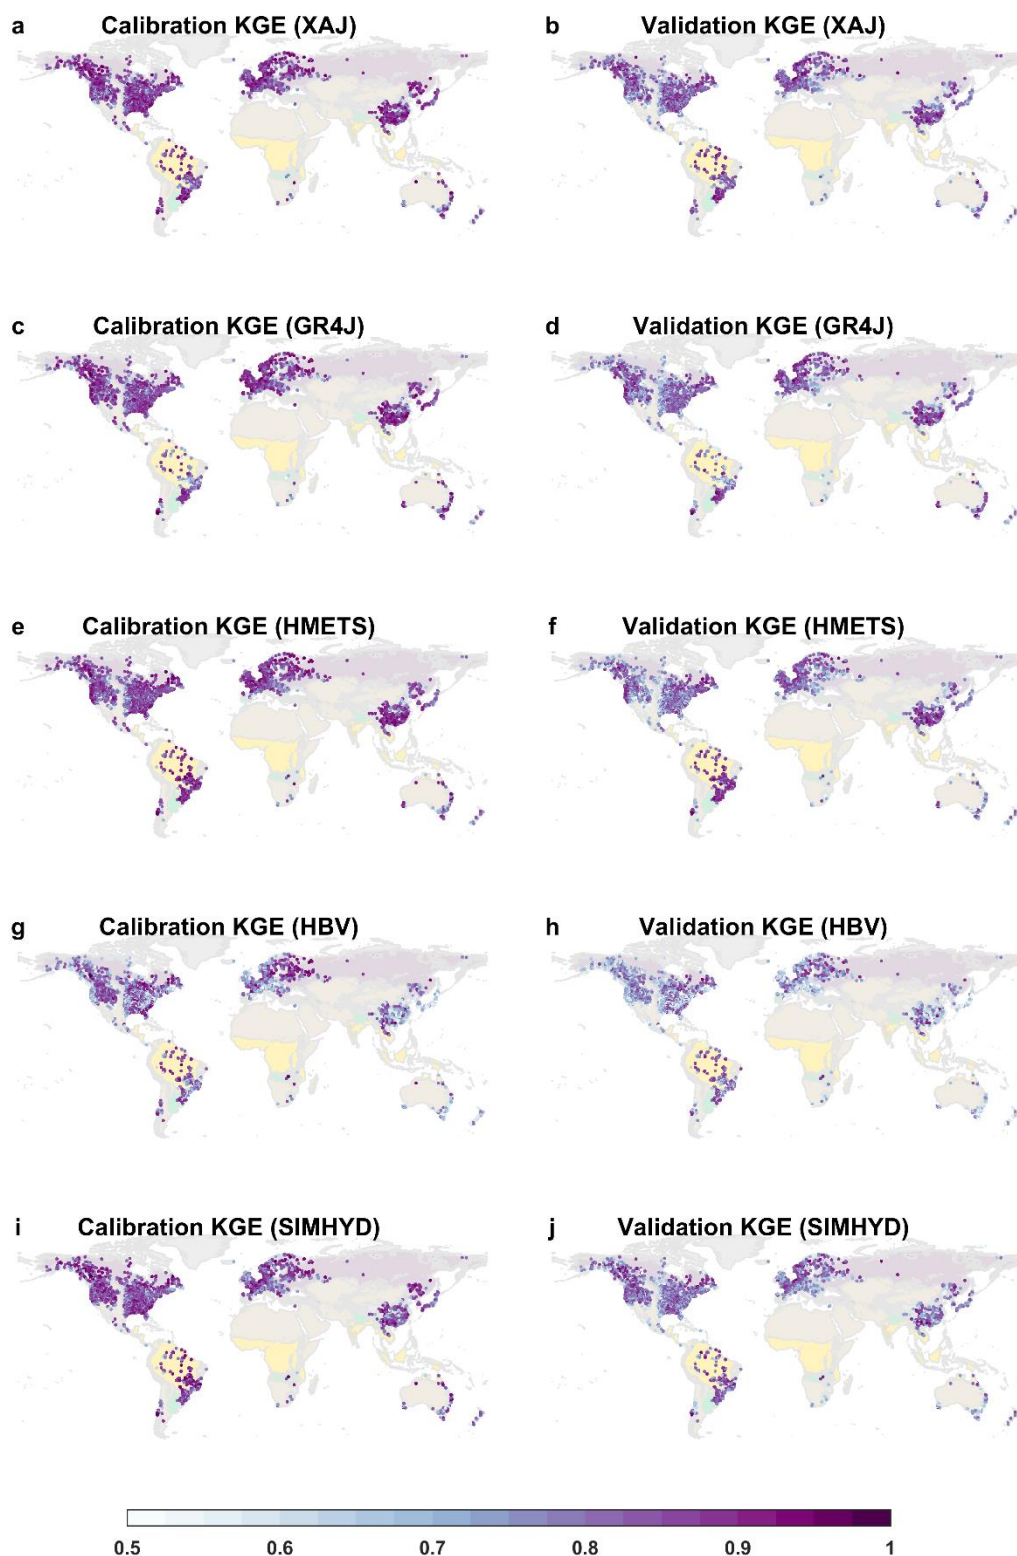 a Calibration KGE (XAJ)
b Validation KGE (XAJ)
c Calibration KGE (GR4J)
d Validation KGE (GR4J)
e Calibration KGE (HMETS)
f Validation KGE (HMETS)
g Calibration KGE (HBV)
h Validation KGE (HBV)
i Calibration KGE (SIMHYD)
j Validation KGE (SIMHYD)
0.5 0.6 0.7 0.8 0.9 1